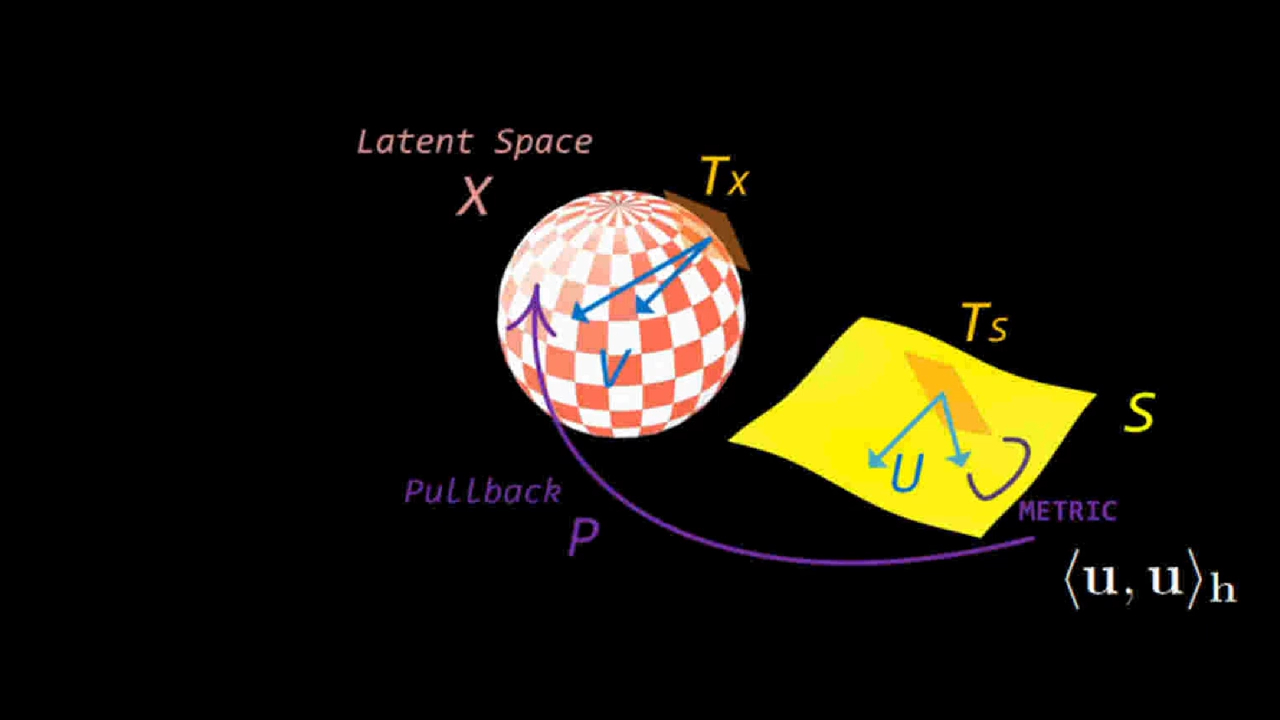 Latent Space
X
Tx
V
Ts
S
U
Pullback
P
METRIC
⟨u, u⟩h